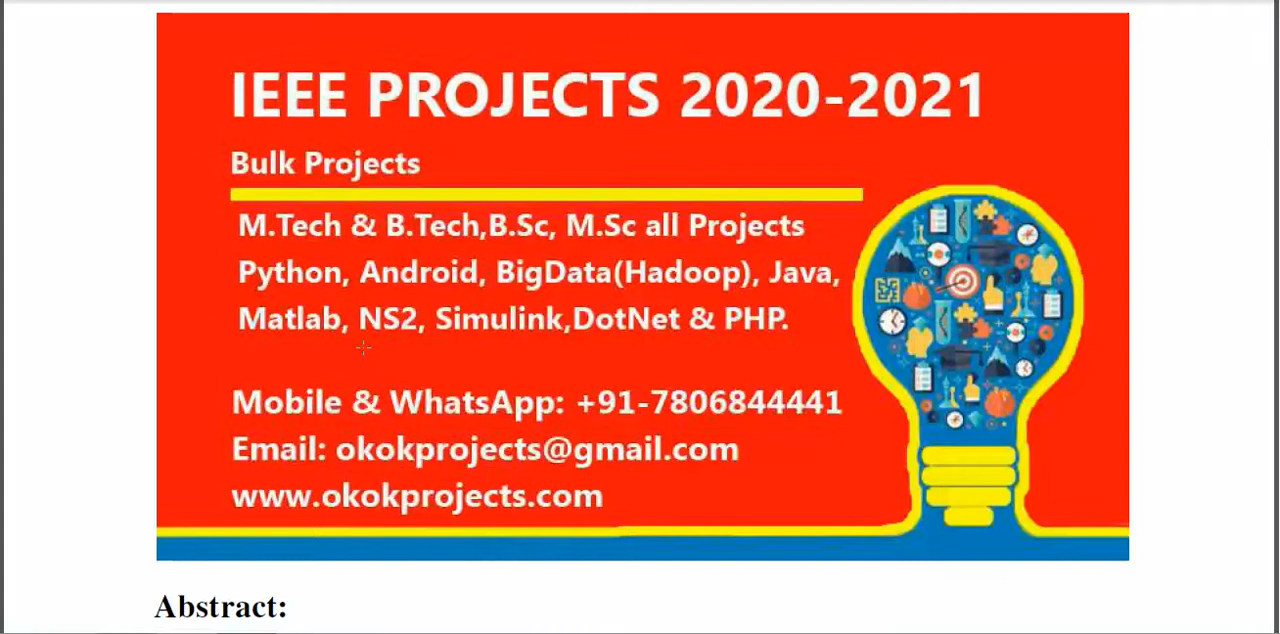 IEEE PROJECTS 2020-2021
Bulk Projects
M.Tech & B.Tech,B.Sc, M.Sc all Projects
Python, Android, BigData(Hadoop), Java,
Matlab, NS2, Simulink,DotNet & PHP.
Mobile & WhatsApp: +91-7806844441
Email: okokprojects@gmail.com
www.okokprojects.com
Abstract: